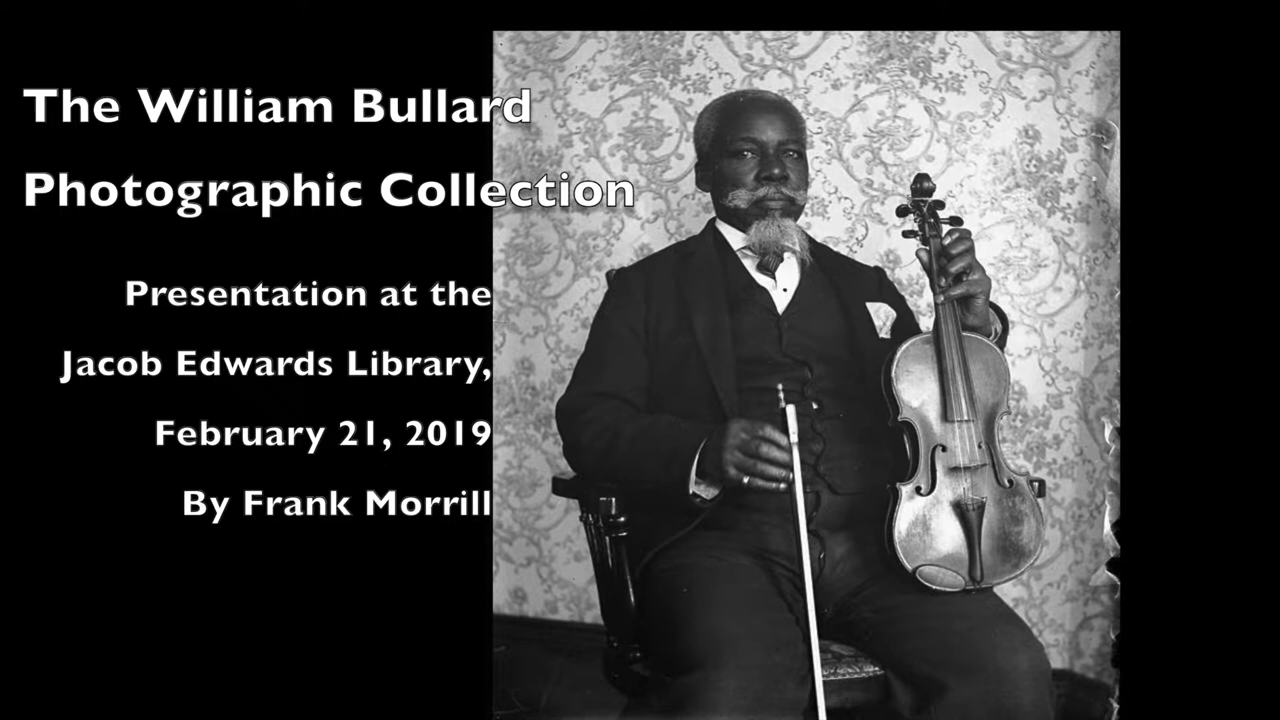 The William Bullard
Photographic Collection
Presentation at the
Jacob Edwards Library,
February 21, 2019
By Frank Morrill